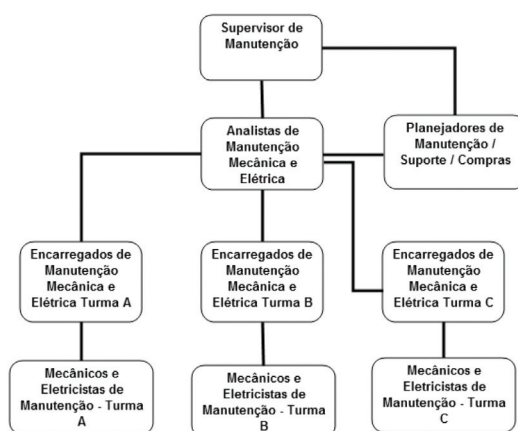 Supervisor de
Manutenção
Analistas de
Manutenção
Mecânica e
Elétrica
Planejadores de
Manutenção /
Suporte / Compras
Encarregados de
Manutenção
Mecânica e
Elétrica Turma A
Encarregados de
Manutenção
Mecânica e
Elétrica Turma B
Encarregados de
Manutenção
Mecânica e
Elétrica Turma C
Mecânicos e
Eletricistas de
Manutenção - Turma
A
Mecânicos e
Eletricistas de
Manutenção - Turma
B
Mecânicos e
Eletricistas de
Manutenção - Turma
C